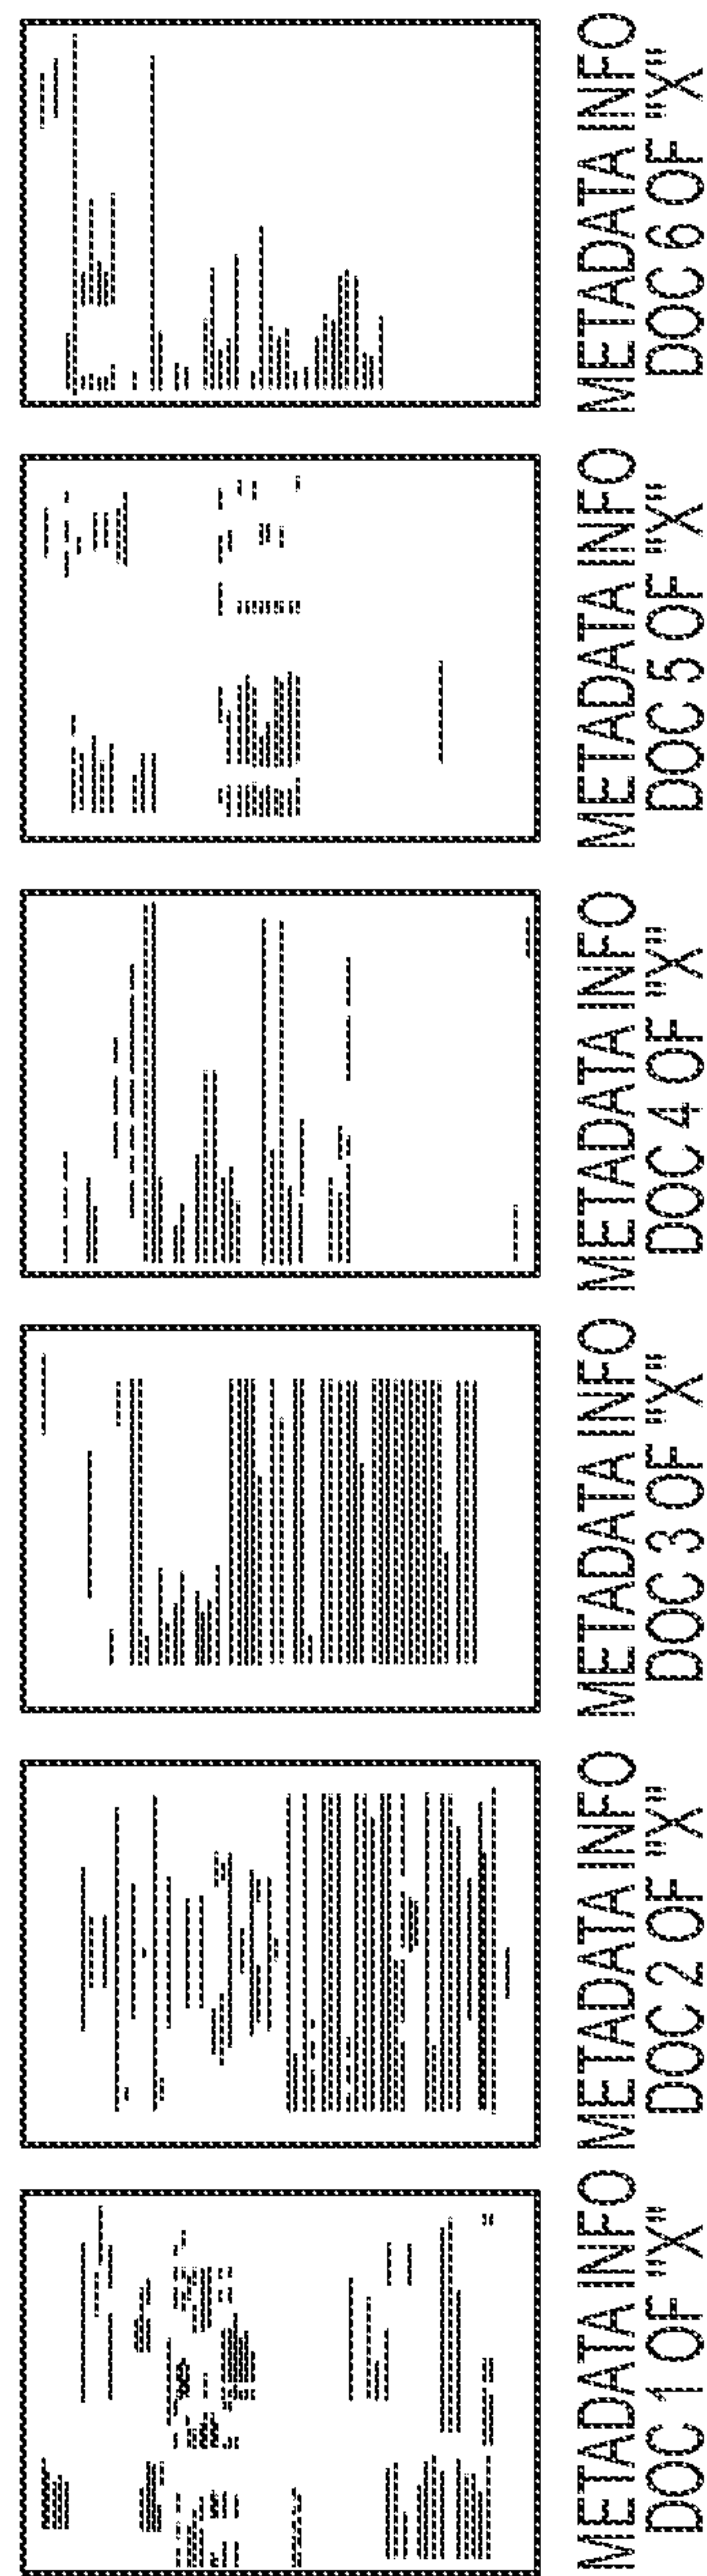 METADATA INFO
DOC 1 OF "X"
METADATA INFO
DOC 2 OF "X"
METADATA INFO
DOC 3 OF "X"
METADATA INFO
DOC 4 OF "X"
METADATA INFO
DOC 5 OF "X"
METADATA INFO
DOC 6 OF "X"